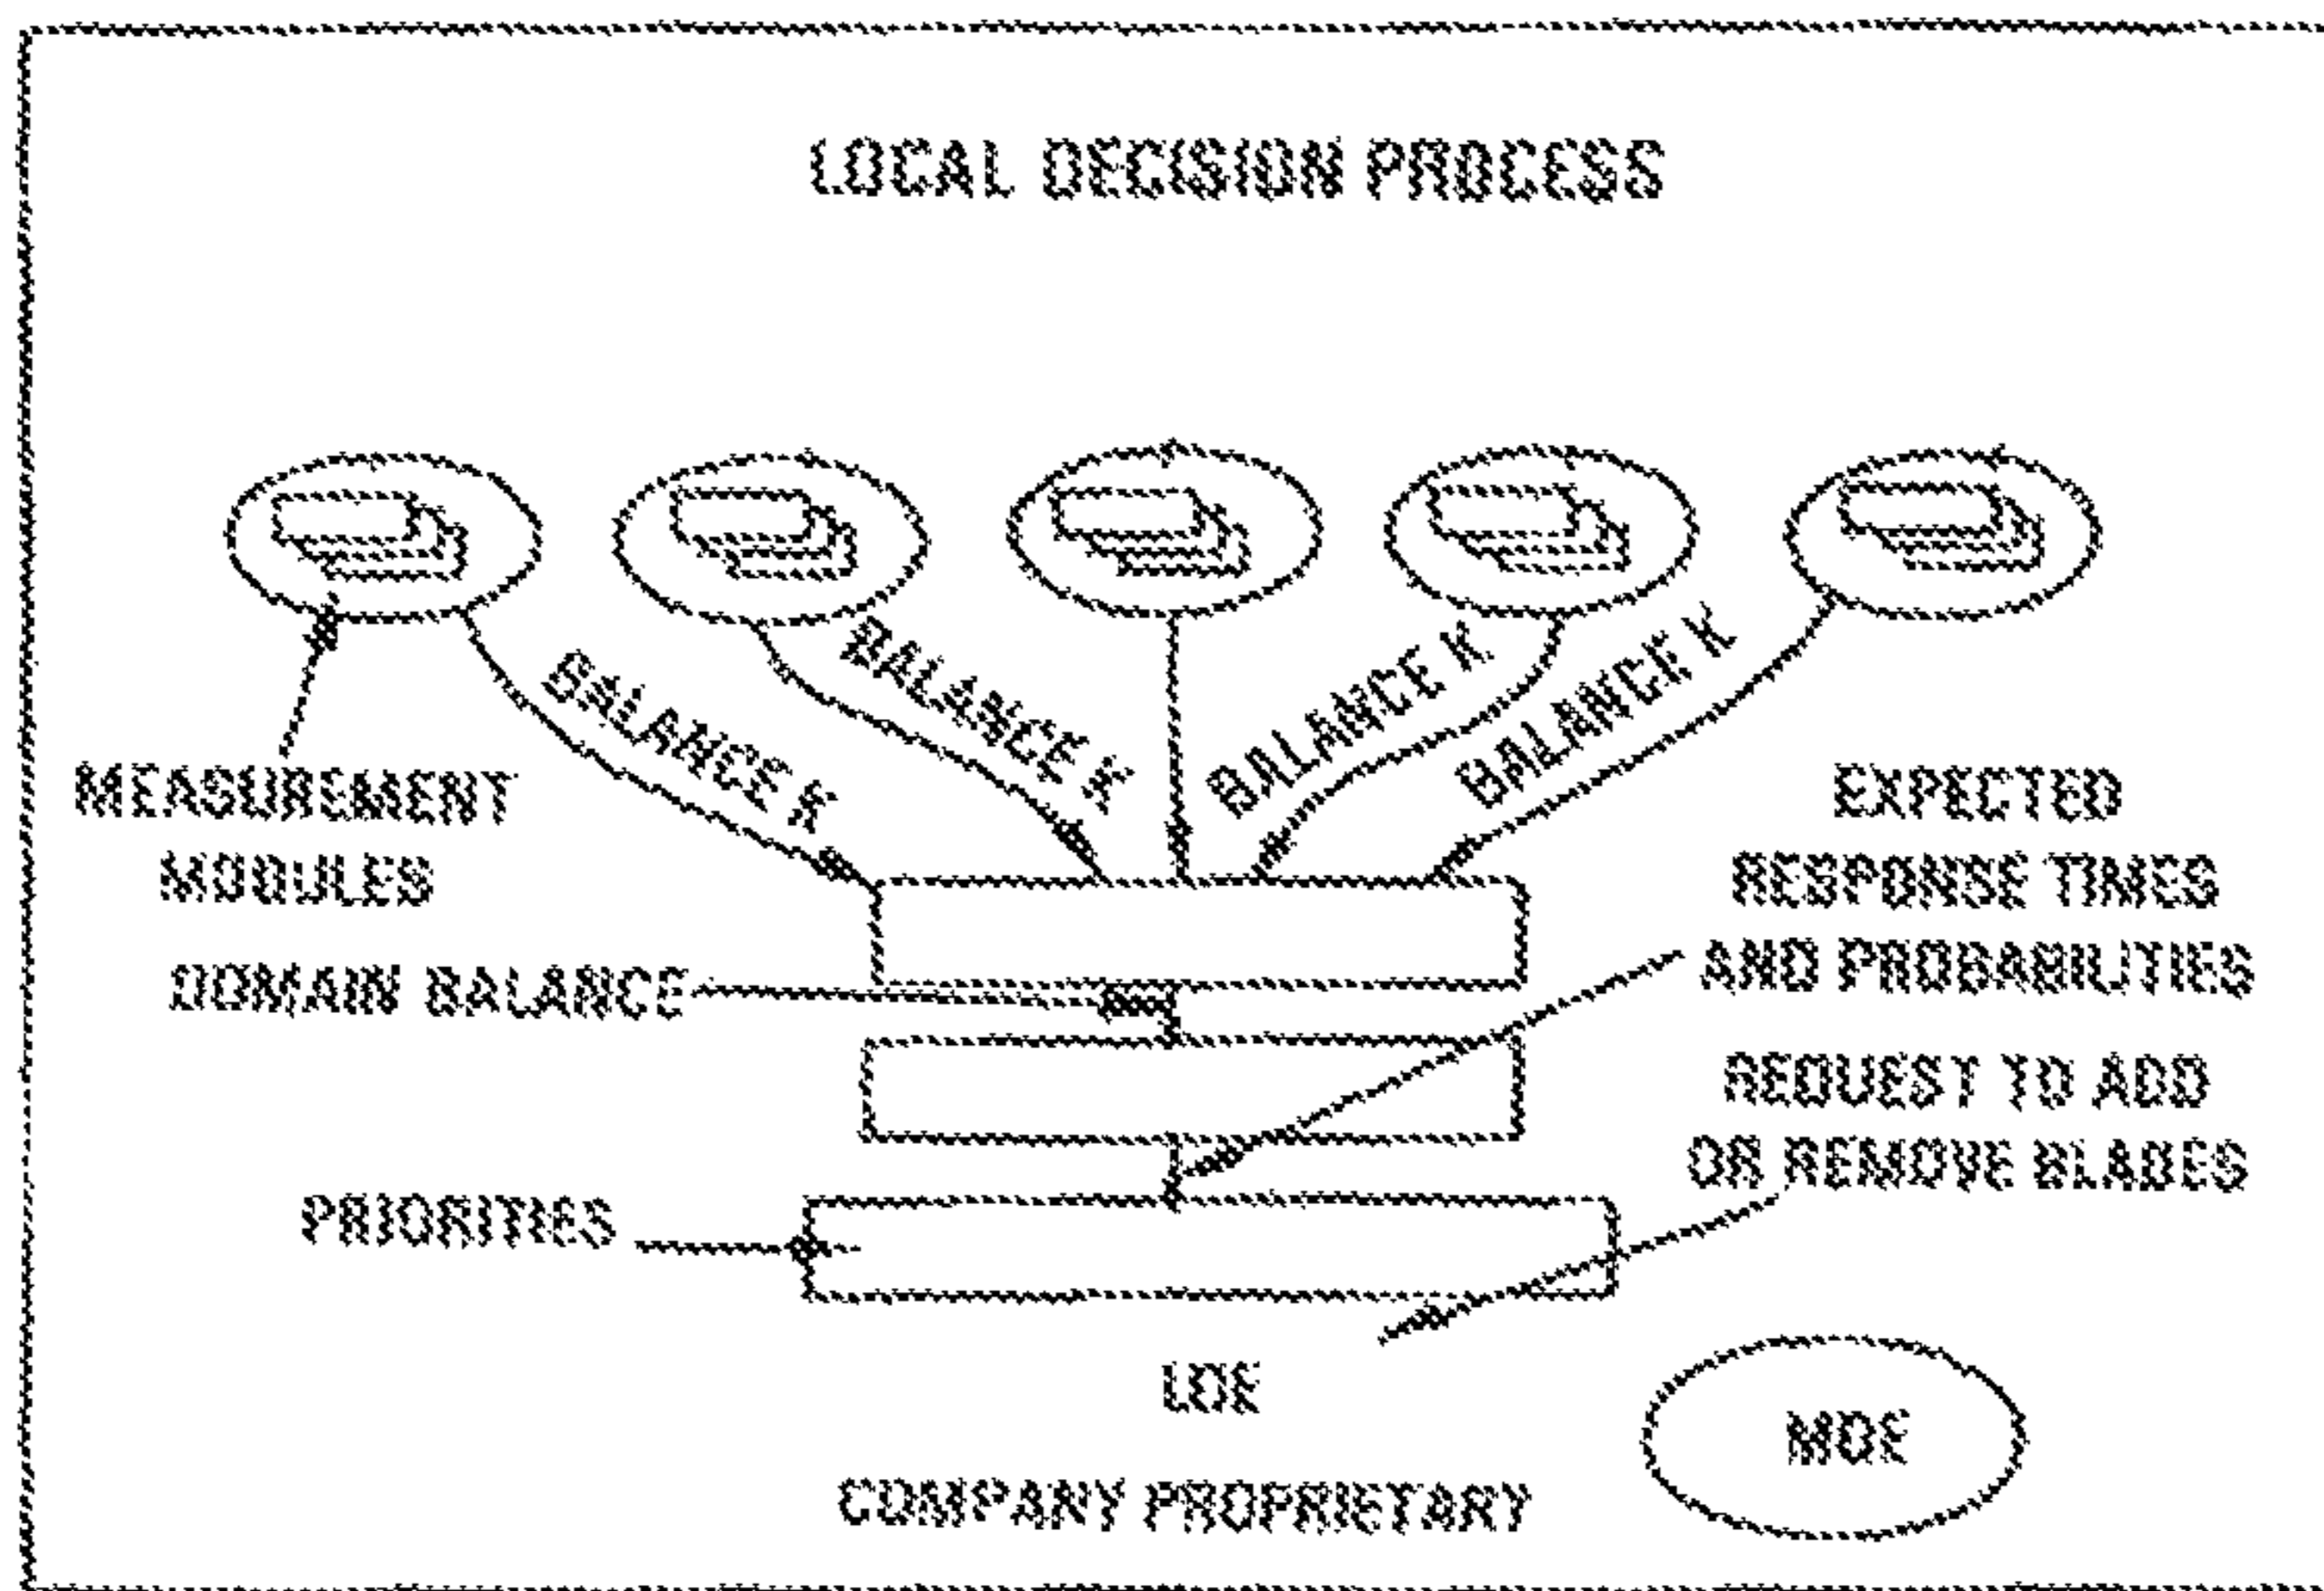 LOCAL DECISION PROCESS
BALANCE K
BALANCE K
BALANCE K
BALANCE K
MEASUREMENT
MODULES
EXPECTED
RESPONSE TIMES
AND PROBABILITIES
DOMAIN BALANCE
REQUEST TO ADD
OR REMOVE BLADES
PRIORITIES
LDE
MDE
COMPANY PROPRIETARY